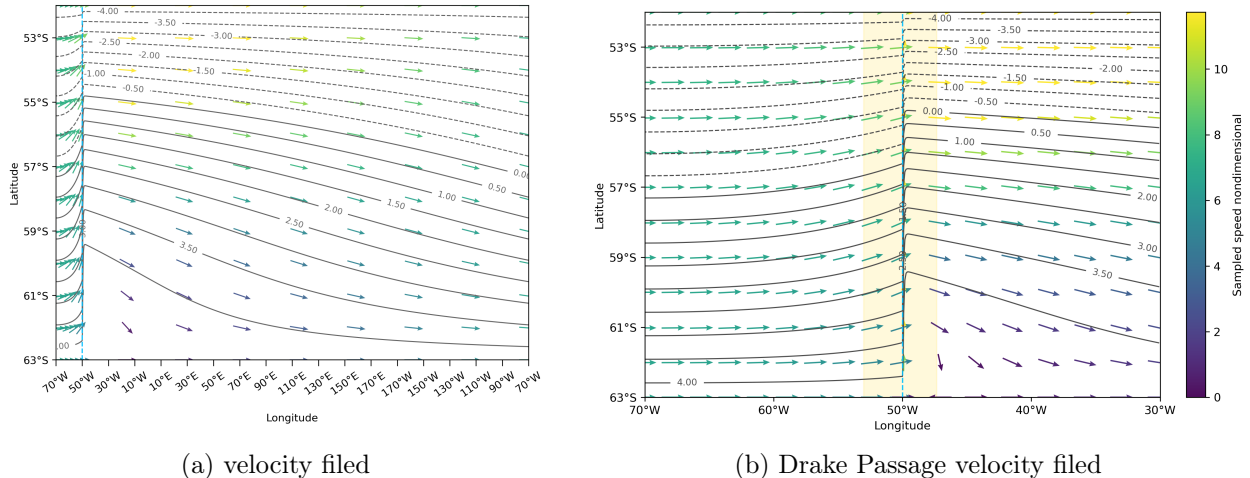 -4.00
-3.50
53°S
-2.50
-3.00
-2.00
-1.00
-1.50
-0.50
55°S
57°S
0.00
0.50
1.00
1.50
2.00
2.50
3.50
59°S
61°S
63°S
Latitude
70°W
50°W
30°W
10°W
10°E
30°E
50°E
70°E
90°E
110°E
130°E
150°E
170°E
170°W
150°W
130°W
110°W
90°W
70°W
Longitude
(a) velocity filed
-4.00
-3.50
53°S
-3.00
-2.50
-2.00
-1.50
-1.00
-0.50
55°S
0.00
0.50
1.00
57°S
2.00
3.00
59°S
3.50
61°S
4.00
63°S
Latitude
70°W
60°W
50°W
40°W
30°W
Longitude
(b) Drake Passage velocity filed
10
8
6
4
2
0
Sampled speed nondimensional